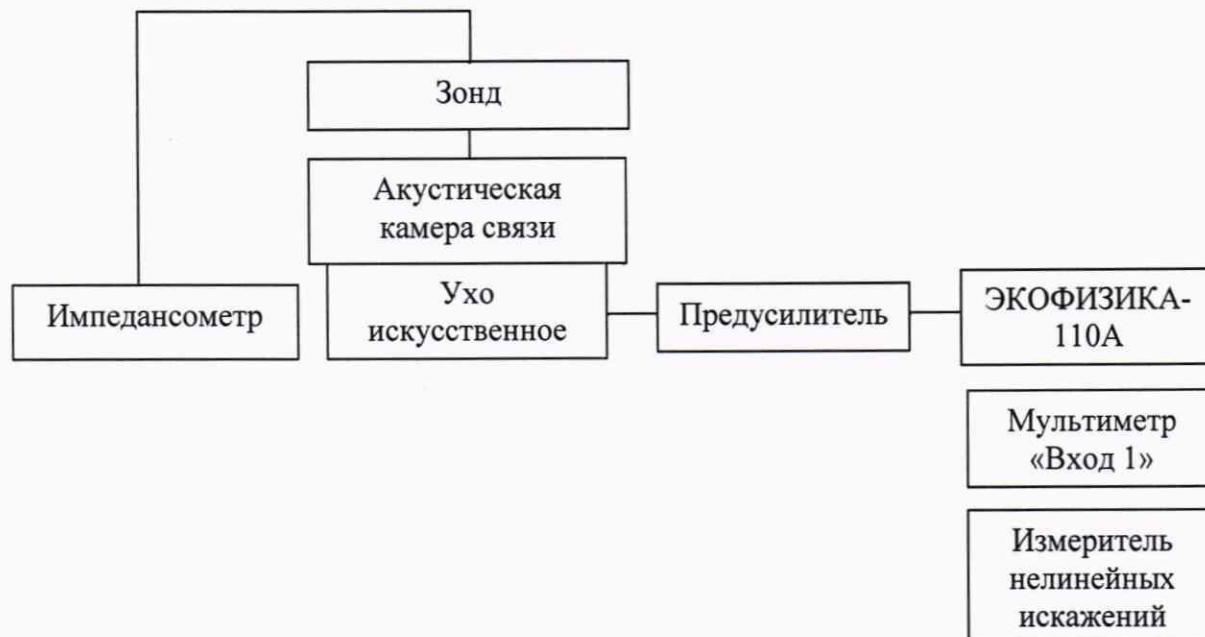 Зонд
Акустическая
камера связи
Импедансометр
Ухо
искусственное
Предусилитель
ЭКОФИЗИКА-
110А
Мультиметр
«Вход 1»
Измеритель
нелинейных
искажений